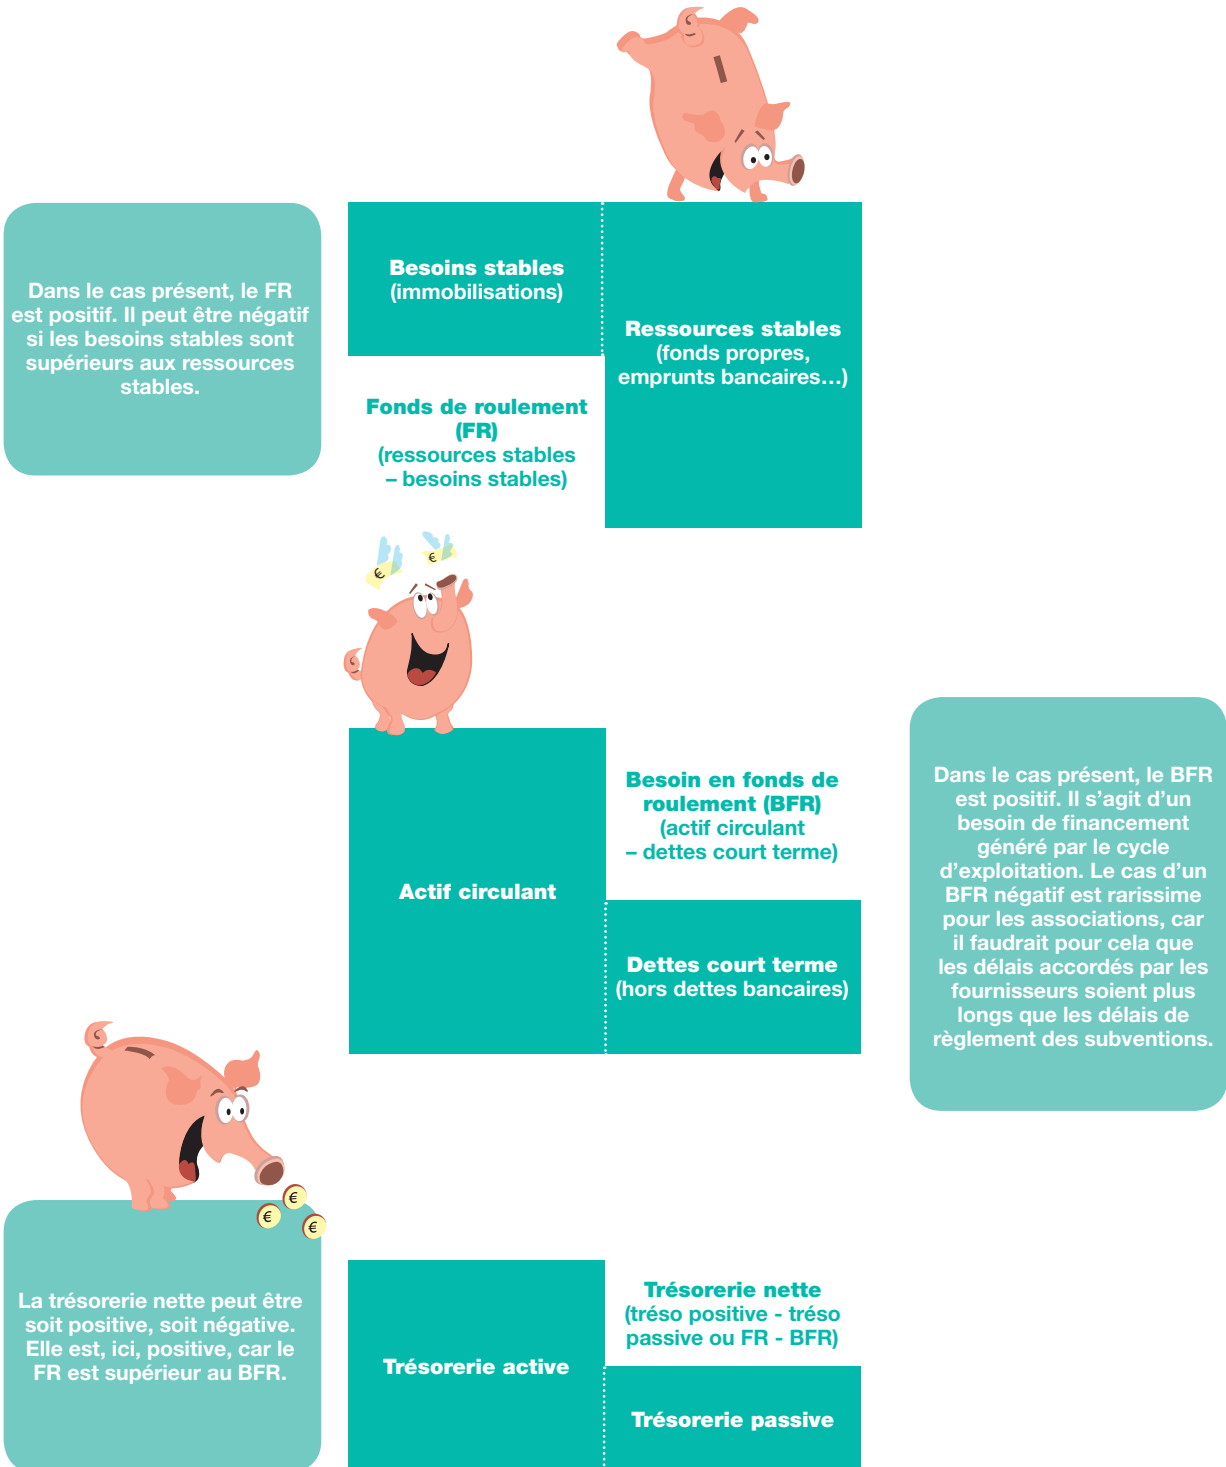 Dans le cas présent, le FR
est positif. Il peut être négatif
si les besoins stables sont
supérieurs aux ressources
stables.
Besoins stables
(immobilisations)
Ressources stables
(fonds propres,
emprunts bancaires…)
Fonds de roulement
(FR)
(ressources stables
– besoins stables)
€
€
Actif circulant
Besoin en fonds de
roulement (BFR)
(actif circulant
– dettes court terme)
Dettes court terme
(hors dettes bancaires)
Dans le cas présent, le BFR
est positif. Il s’agit d’un
besoin de financement
généré par le cycle
d’exploitation. Le cas d’un
BFR négatif est rarissime
pour les associations, car
il faudrait pour cela que
les délais accordés par les
fournisseurs soient plus
longs que les délais de
règlement des subventions.
€
€
€
La trésorerie nette peut être
soit positive, soit négative.
Elle est, ici, positive, car le
FR est supérieur au BFR.
Trésorerie active
Trésorerie nette
(tréso positive - tréso
passive ou FR - BFR)
Trésorerie passive